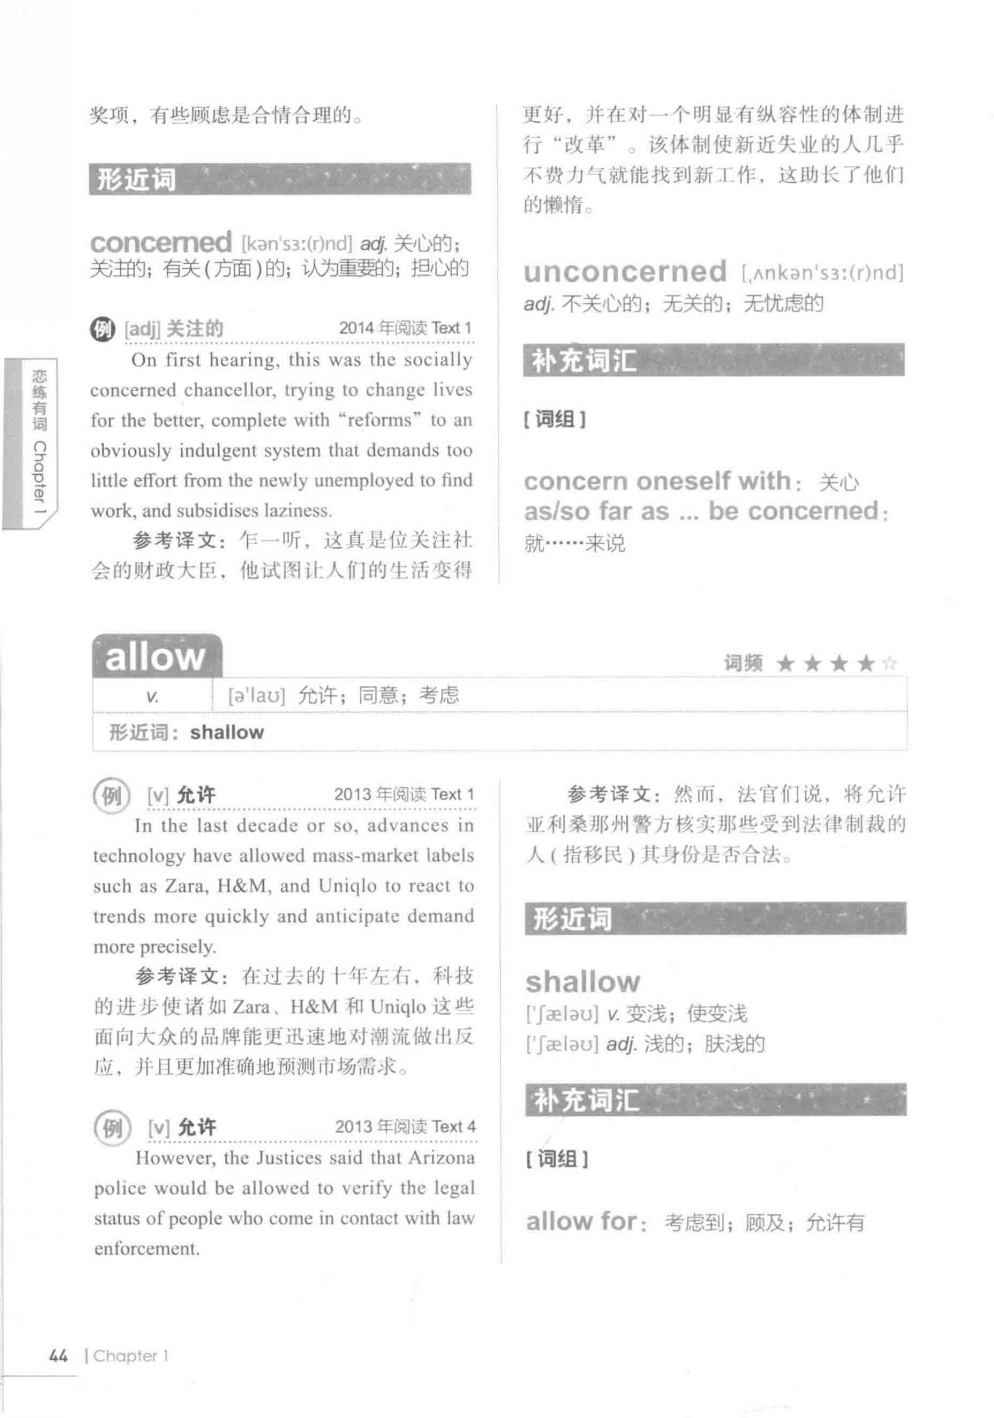 奖项，有些顾虑是合情合理的。
形近词
concerned [kən'sɜ:(r)nd] adj. 关心的；
关注的；有关（方面）的；认为重要的；担心的
例 [adj] 关注的 2014 年阅读 Text 1
On first hearing, this was the socially
concerned chancellor, trying to change lives
for the better, complete with “reforms” to an
obviously indulgent system that demands too
little effort from the newly unemployed to find
work, and subsidises laziness.
参考译文：乍一听，这真是位关注社
会的财政大臣，他试图让人们的生活变得
更好，并在对一个明显有纵容性的体制进
行“改革”。该体制使新近失业的人几乎
不费力气就能找到新工作，这助长了他们
的懒惰。
unconcerned [ˌʌnkən'sɜ:(r)nd]
adj. 不关心的；无关的；无忧虑的
补充词汇
[ 词组 ]
concern oneself with：关心
as/so far as ... be concerned：
就……来说
恋练有词 Chapter 1
allow
词频 ★★★★☆
v. [ə'laʊ] 允许；同意；考虑
形近词：shallow
例 [v] 允许 2013 年阅读 Text 1
In the last decade or so, advances in
technology have allowed mass-market labels
such as Zara, H&M, and Uniqlo to react to
trends more quickly and anticipate demand
more precisely.
参考译文：在过去的十年左右，科技
的进步使诸如 Zara、H&M 和 Uniqlo 这些
面向大众的品牌能更迅速地对潮流做出反
应，并且更加准确地预测市场需求。
例 [v] 允许 2013 年阅读 Text 4
However, the Justices said that Arizona
police would be allowed to verify the legal
status of people who come in contact with law
enforcement.
参考译文：然而，法官们说，将允许
亚利桑那州警方核实那些受到法律制裁的
人（指移民）其身份是否合法。
形近词
shallow
['ʃæləʊ] v. 变浅；使变浅
['ʃæləʊ] adj. 浅的；肤浅的
补充词汇
[ 词组 ]
allow for：考虑到；顾及；允许有
44 | Chapter 1